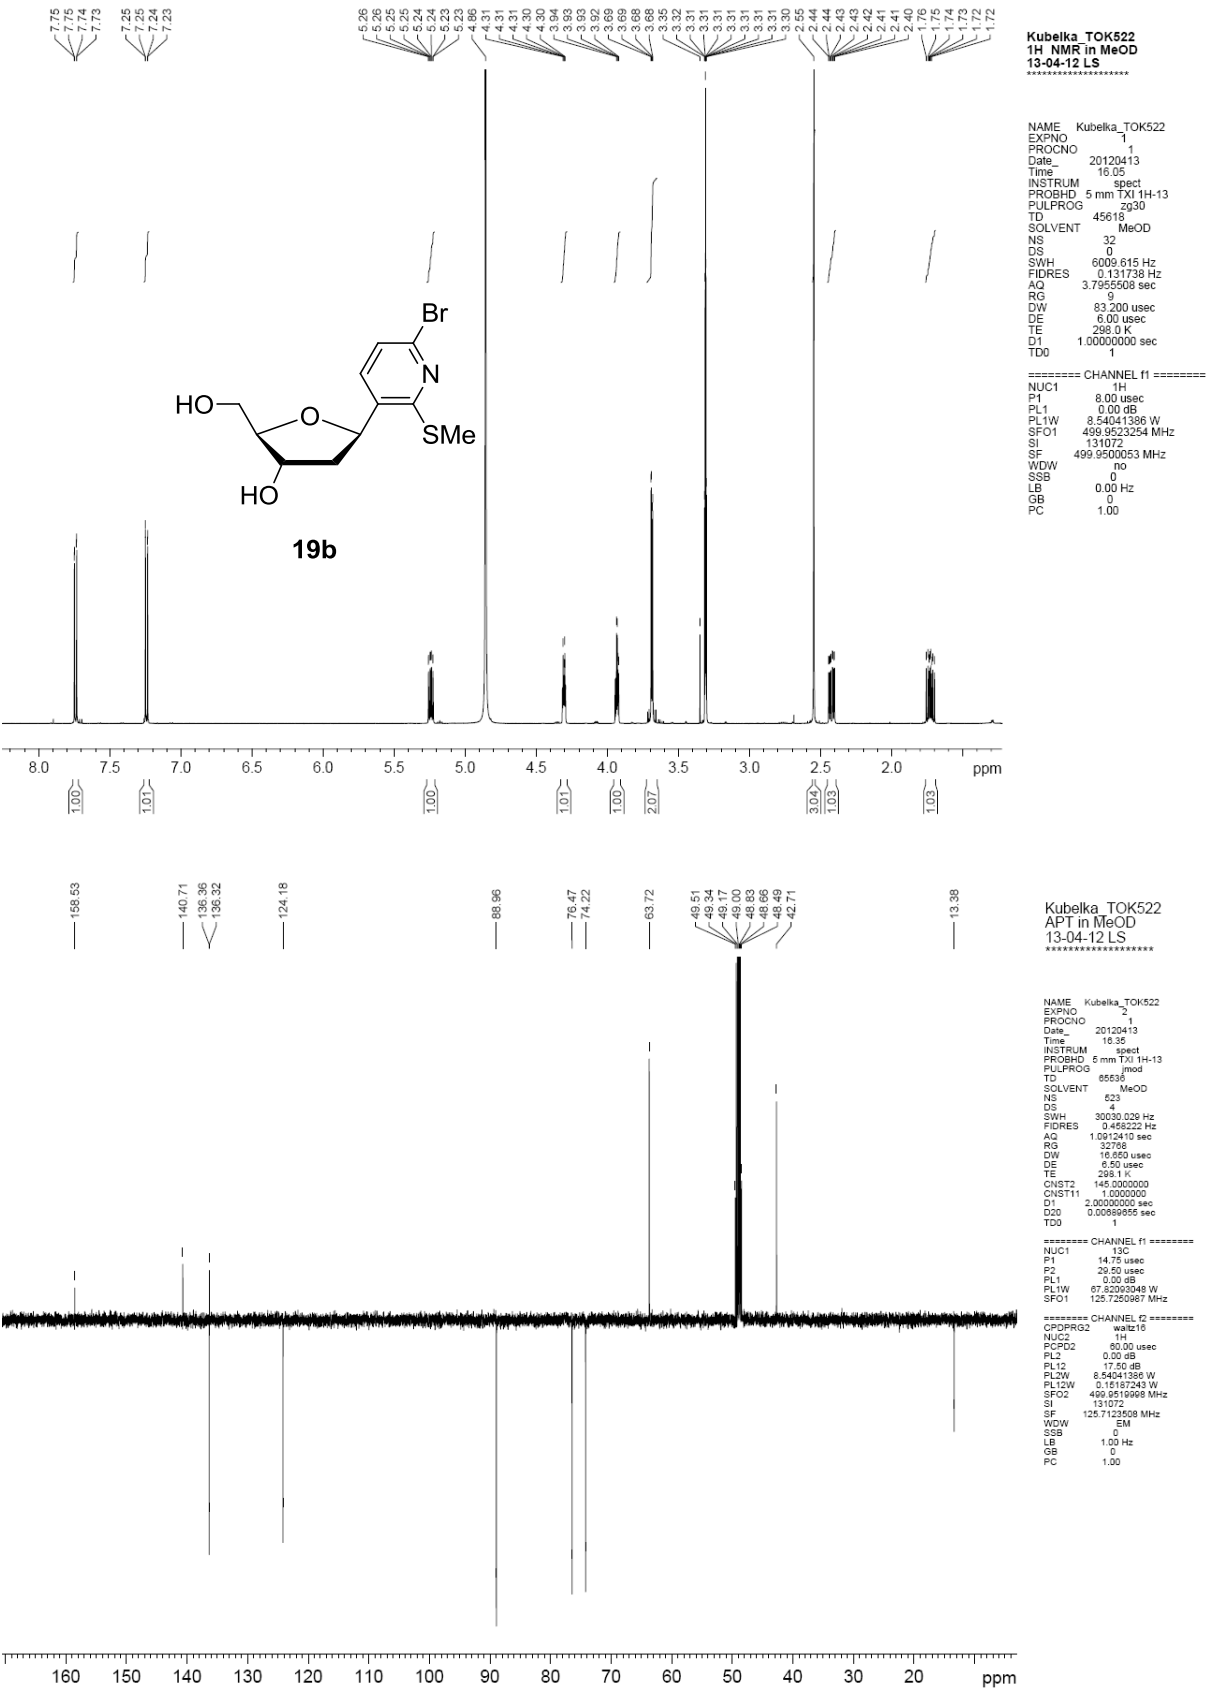 7.75
7.75
7.74
7.73
7.25
7.25
7.24
7.23
5.26
5.26
5.25
5.25
5.24
5.24
5.23
5.23
4.86
4.31
4.31
4.31
4.30
4.30
3.94
3.93
3.93
3.92
3.69
3.69
3.68
3.68
3.35
3.32
3.31
3.31
3.31
3.31
3.31
3.31
3.30
2.55
2.44
2.44
2.43
2.43
2.42
2.41
2.41
2.40
1.76
1.75
1.74
1.73
1.72
1.72
Kubelka_TOK522
1H NMR in MeOD
13-04-12 LS
********************
NAME Kubelka_TOK522
EXPNO 1
PROCNO 1
Date_ 20120413
Time 16.05
INSTRUM spect
PROBHD 5 mm TXI 1H-13
PULPROG zg30
TD 45618
SOLVENT MeOD
NS 32
DS 0
SWH 6009.615 Hz
FIDRES 0.131738 Hz
AQ 3.7955508 sec
RG 9
DW 83.200 usec
DE 6.00 usec
TE 298.0 K
D1 1.00000000 sec
TD0 1
======== CHANNEL f1 ========
NUC1 1H
P1 8.00 usec
PL1 0.00 dB
PL1W 8.54041386 W
SFO1 499.9523254 MHz
SI 131072
SF 499.9500053 MHz
WDW no
SSB 0
LB 0.00 Hz
GB 0
PC 1.00
Br
N
HO
O
SMe
HO
19b
8.0 7.5 7.0 6.5 6.0 5.5 5.0 4.5 4.0 3.5 3.0 2.5 2.0 ppm
1.00
1.01
1.00
1.01
1.00
2.07
3.04
1.03
1.03
158.53
140.71
136.36
136.32
124.18
88.96
76.47
74.22
63.72
49.51
49.34
49.17
49.00
48.83
48.66
48.49
42.71
13.38
Kubelka_TOK522
APT in MeOD
13-04-12 LS
********************
NAME Kubelka_TOK522
EXPNO 2
PROCNO 1
Date_ 20120413
Time 16.35
INSTRUM spect
PROBHD 5 mm TXI 1H-13
PULPROG jmod
TD 65536
SOLVENT MeOD
NS 523
DS 4
SWH 30030.029 Hz
FIDRES 0.458222 Hz
AQ 1.0912410 sec
RG 32768
DW 16.650 usec
DE 6.50 usec
TE 298.1 K
CNST2 145.0000000
CNST11 1.0000000
D1 2.00000000 sec
D20 0.00689655 sec
TD0 1
======== CHANNEL f1 ========
NUC1 13C
P1 14.75 usec
P2 29.50 usec
PL1 0.00 dB
PL1W 67.82093048 W
SFO1 125.7250987 MHz
======== CHANNEL f2 ========
CPDPRG2 waltz16
NUC2 1H
PCPD2 80.00 usec
PL2 0.00 dB
PL12 17.50 dB
PL2W 8.54041386 W
PL12W 0.15187243 W
SFO2 499.9519998 MHz
SI 131072
SF 125.7123508 MHz
WDW EM
SSB 0
LB 1.00 Hz
GB 0
PC 1.00
160 150 140 130 120 110 100 90 80 70 60 50 40 30 20 ppm